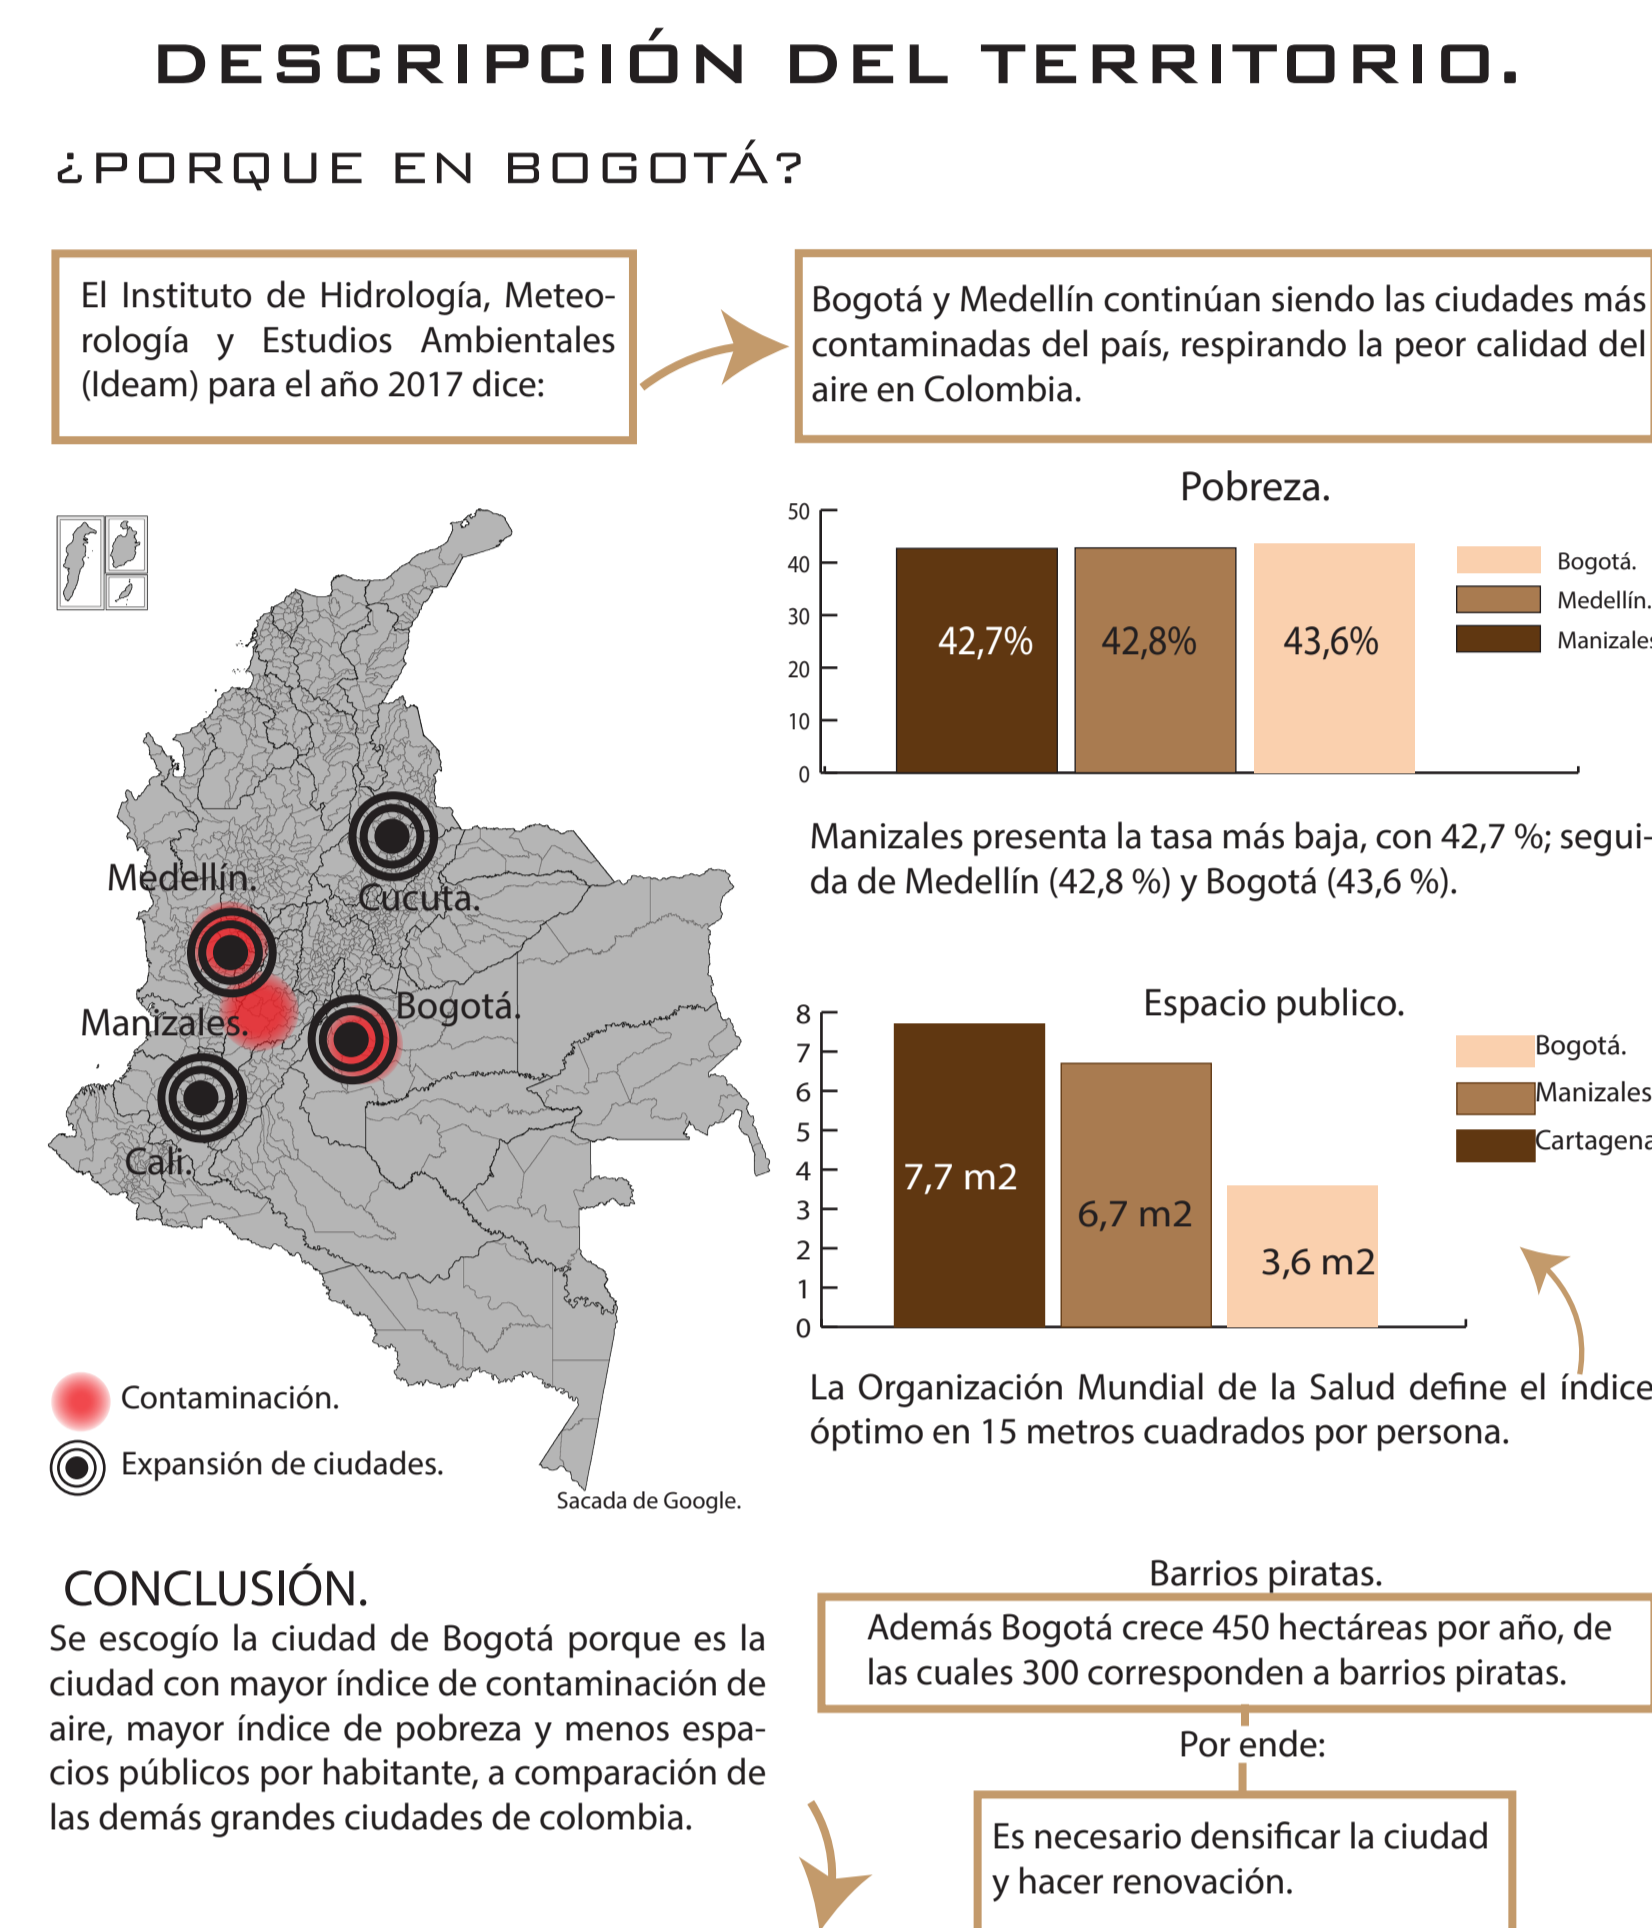 DESCRIPCIÓN DEL TERRITORIO.
¿PORQUE EN BOGOTÁ?
El Instituto de Hidrología, Meteo-
rología y Estudios Ambientales
(Ideam) para el año 2017 dice:
Bogotá y Medellín continúan siendo las ciudades más
contaminadas del país, respirando la peor calidad del
aire en Colombia.
Medellín.
Cucuta.
Manizales.
Bogotá.
Cali.
Contaminación.
Expansión de ciudades.
Sacada de Google.
Pobreza.
50
40
30
20
10
0
42,7%
42,8%
43,6%
Bogotá.
Medellín.
Manizales
Manizales presenta la tasa más baja, con 42,7 %; segui-
da de Medellín (42,8 %) y Bogotá (43,6 %).
Espacio publico.
8
7
6
5
4
3
2
1
0
7,7 m2
6,7 m2
3,6 m2
Bogotá.
Manizales
Cartagena
La Organización Mundial de la Salud define el índice
óptimo en 15 metros cuadrados por persona.
CONCLUSIÓN.
Se escogío la ciudad de Bogotá porque es la
ciudad con mayor índice de contaminación de
aire, mayor índice de pobreza y menos espa-
cios públicos por habitante, a comparación de
las demás grandes ciudades de colombia.
Barrios piratas.
Además Bogotá crece 450 hectáreas por año, de
las cuales 300 corresponden a barrios piratas.
Por ende:
Es necesario densificar la ciudad
y hacer renovación.